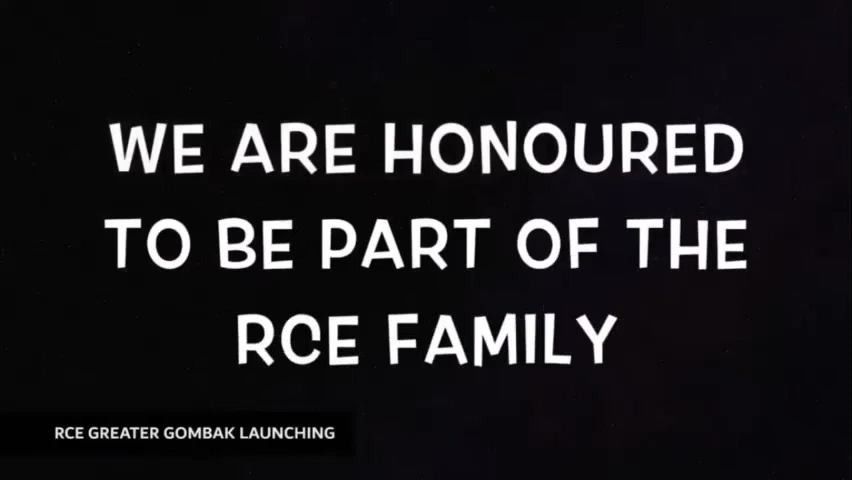 WE ARE HONOURED
TO BE PART OF THE
RCE FAMILY
RCE GREATER GOMBAK LAUNCHING